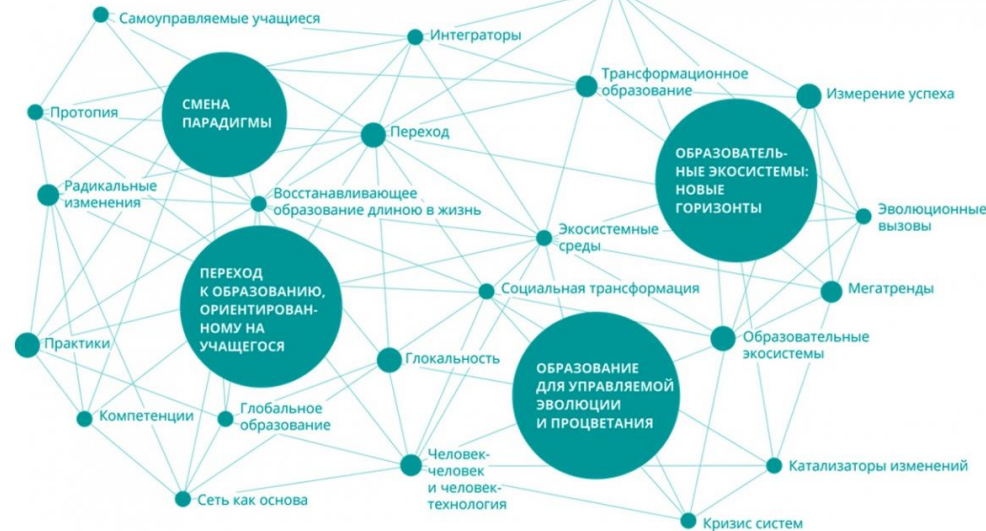 Самоуправляемые учащиеся
Интеграторы
Трансформационное
образование
Измерение успеха
Протопия
СМЕНА
ПАРАДИГМЫ
Переход
ОБРАЗОВАТЕЛЬ-
НЫЕ ЭКОСИСТЕМЫ:
НОВЫЕ
ГОРИЗОНТЫ
Радикальные
изменения
Восстанавливающее
образование длиною в жизнь
Эволюционные
вызовы
Экосистемные
среды
ПЕРЕХОД
К ОБРАЗОВАНИЮ,
ОРИЕНТИРОВАН-
НОМУ НА
УЧАЩЕГОСЯ
Социальная трансформация
Мегатренды
Практики
Глокальность
Образовательные
экосистемы
ОБРАЗОВАНИЕ
ДЛЯ УПРАВЛЯЕМОЙ
ЭВОЛЮЦИИ
И ПРОЦВЕТАНИЯ
Компетенции
Глобальное
образование
Человек-
человек
и человек-
технология
Катализаторы изменений
Сеть как основа
Кризис систем